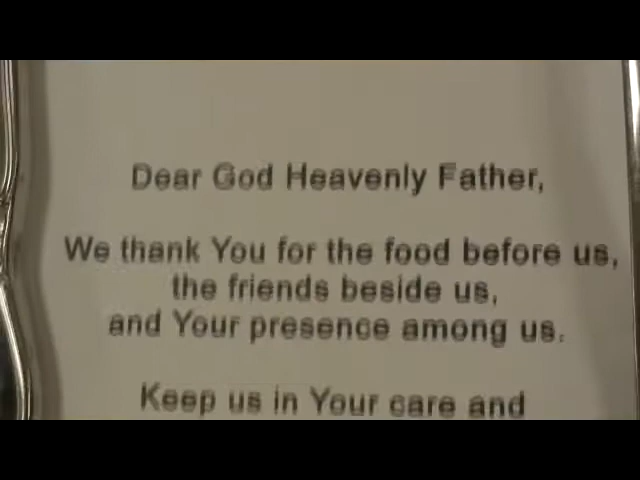 Dear God Heavenly Father,
We thank You for the food before us,
the friends beside us,
and Your presence among us.
Keep us in Your care and